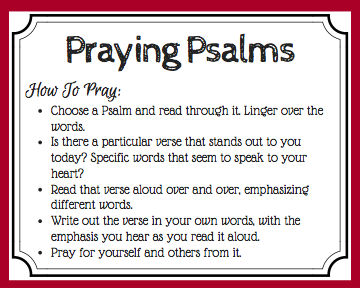 Praying Psalms
How To Pray:
• Choose a Psalm and read through it. Linger over the
words.
• Is there a particular verse that stands out to you
today? Specific words that seem to speak to your
heart?
• Read that verse aloud over and over, emphasizing
different words.
• Write out the verse in your own words, with the
emphasis you hear as you read it aloud.
• Pray for yourself and others from it.